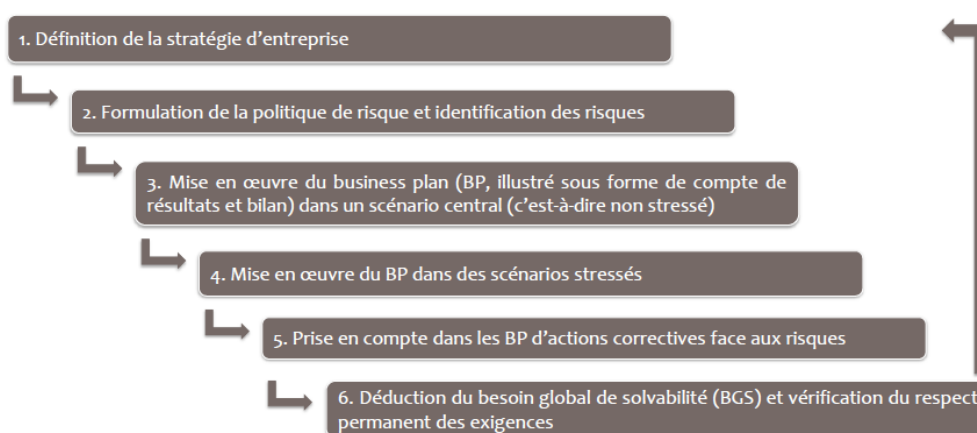 1. Définition de la stratégie d’entreprise
2. Formulation de la politique de risque et identification des risques
3. Mise en œuvre du business plan (BP, illustré sous forme de compte de
résultats et bilan) dans un scénario central (c’est-à-dire non stressé)
4. Mise en œuvre du BP dans des scénarios stressés
5. Prise en compte dans les BP d’actions correctives face aux risques
6. Déduction du besoin global de solvabilité (BGS) et vérification du respect
permanent des exigences